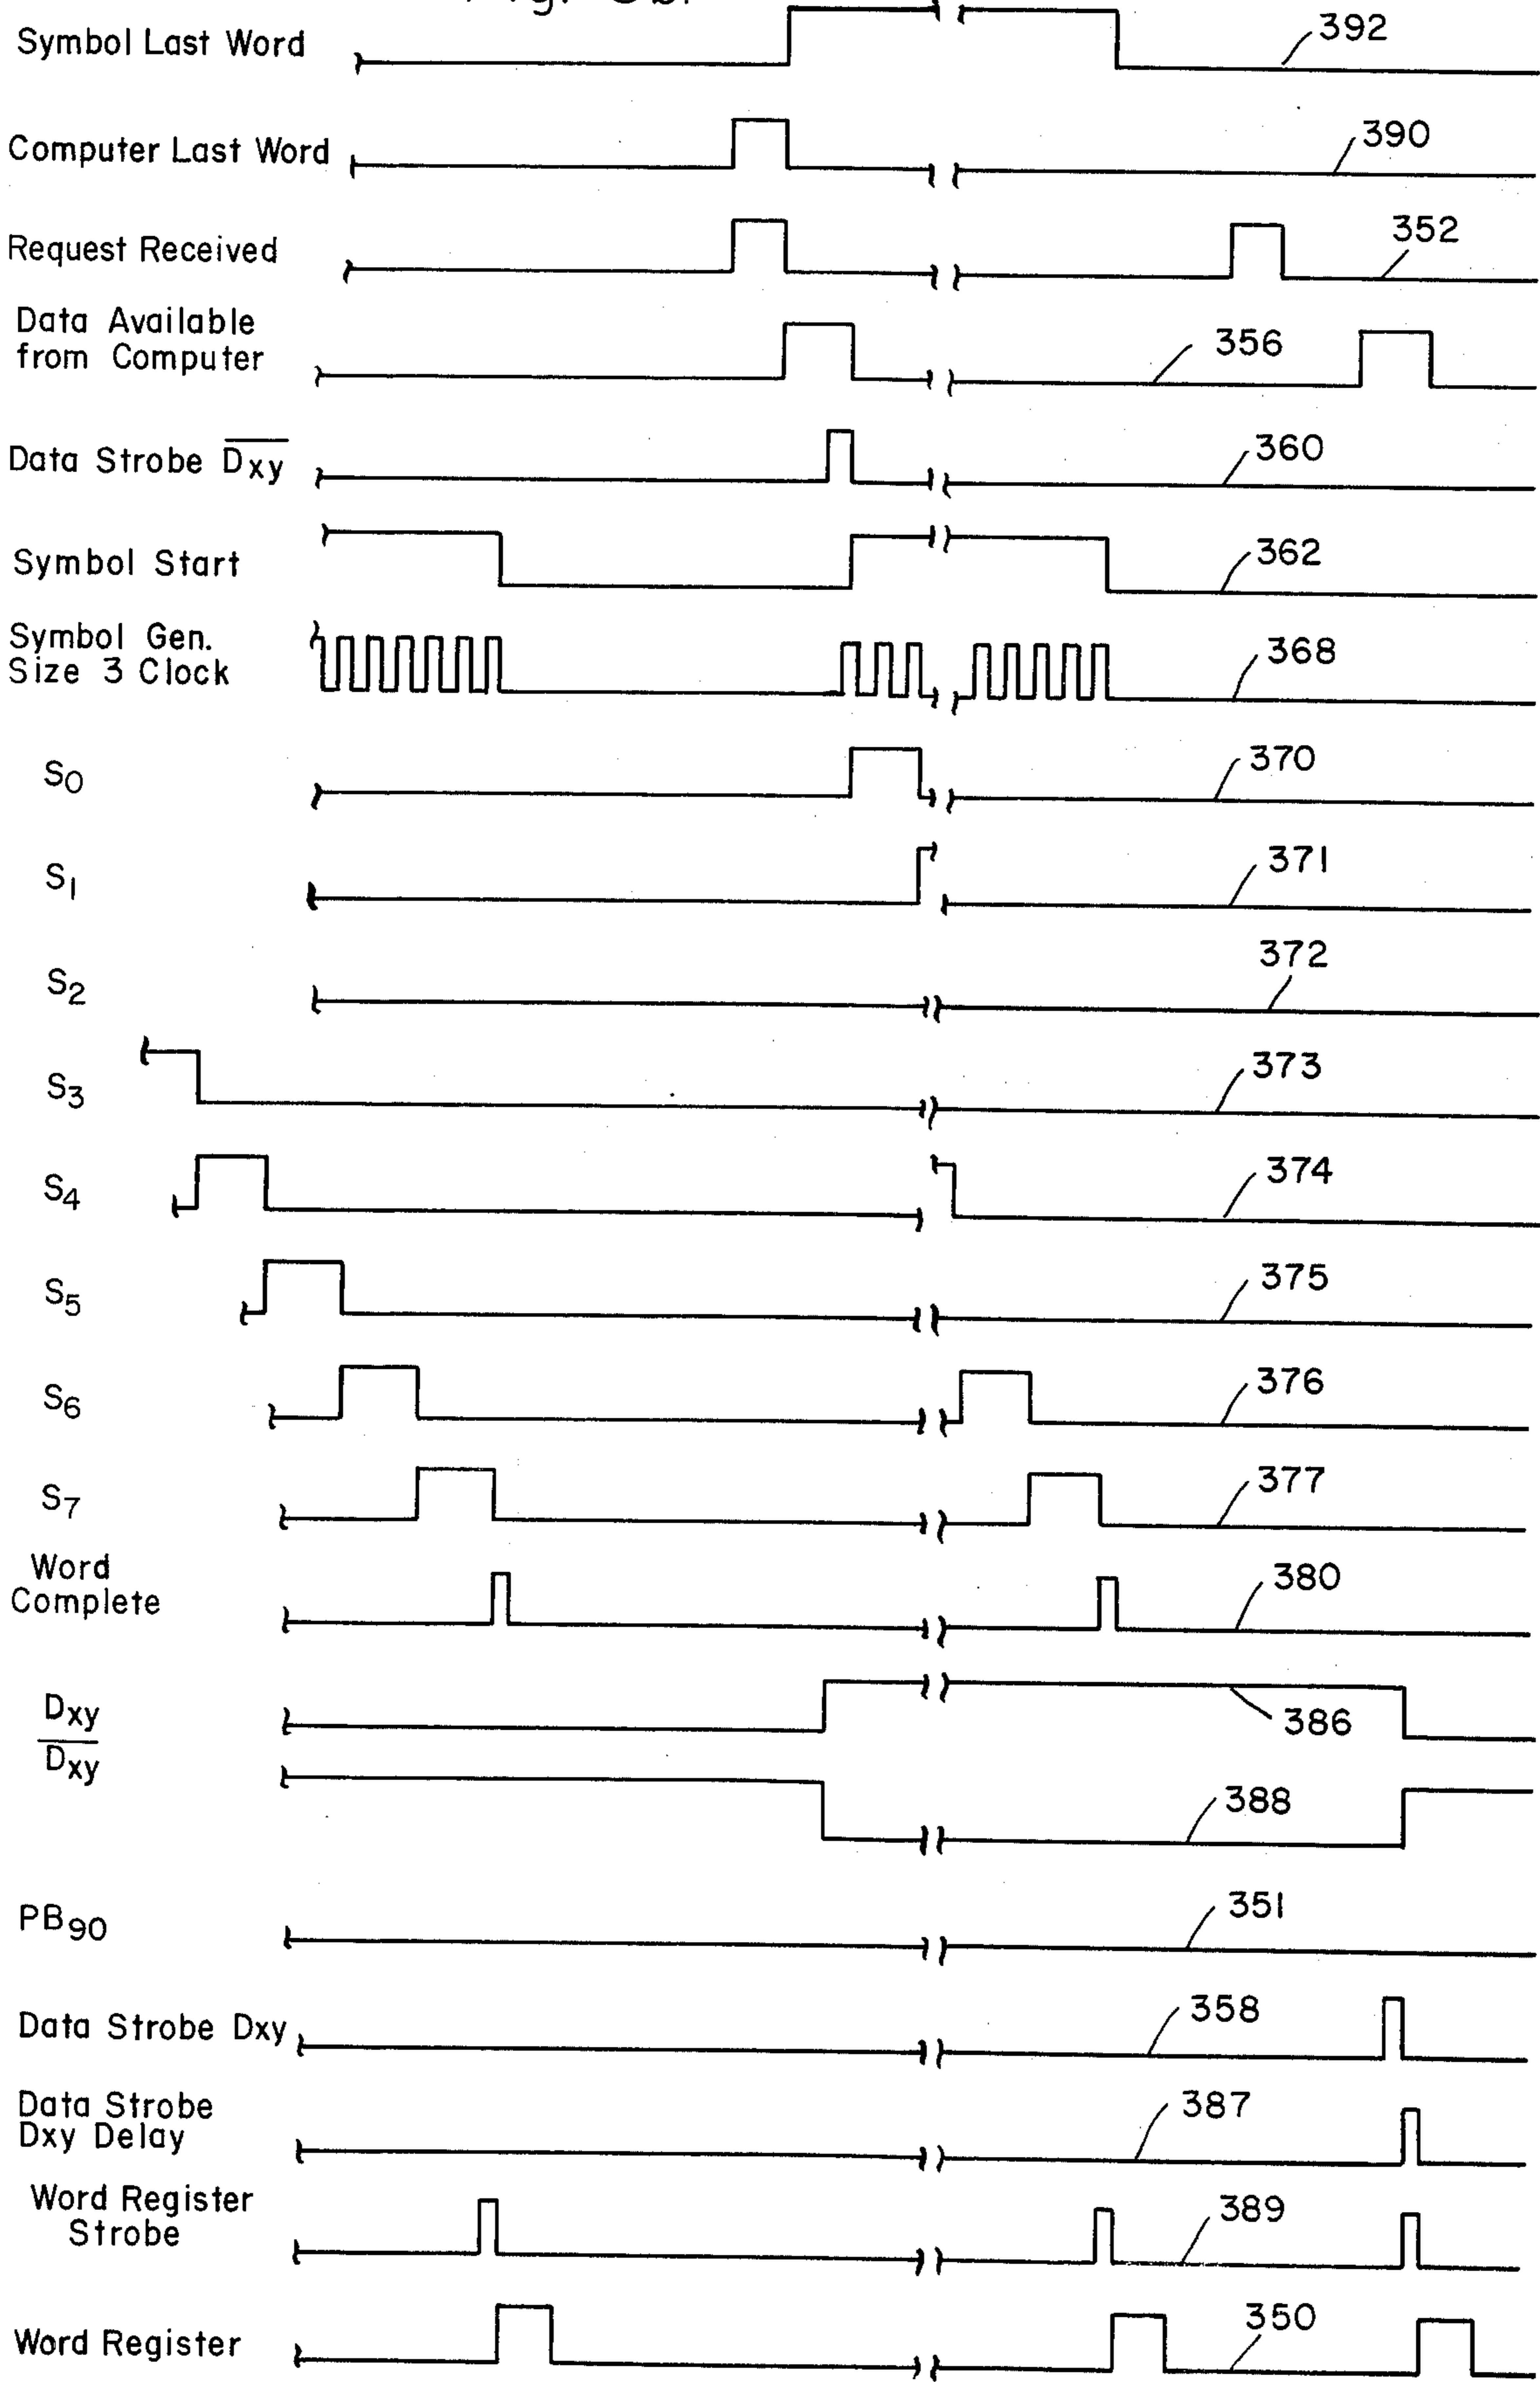 Symbol Last Word
392
Computer Last Word
390
Request Received
352
Data Available
from Computer
356
Data Strobe D̅x̅y̅
360
Symbol Start
362
Symbol Gen.
Size 3 Clock
368
S0
370
S1
371
S2
372
S3
373
S4
374
S5
375
S6
376
S7
377
Word
Complete
380
Dxy
386
D̅x̅y̅
388
PB90
351
Data Strobe Dxy
358
Data Strobe
Dxy Delay
387
Word Register
Strobe
389
Word Register
350